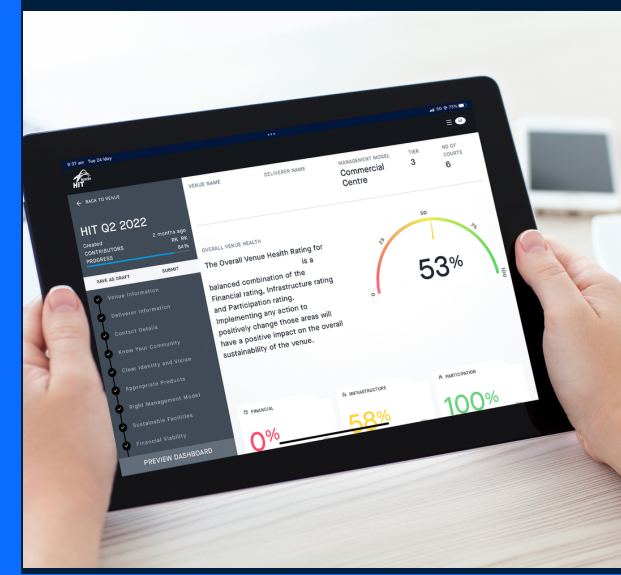 9:37 am Tue 24 May
5G 73%
HIT
← BACK TO VENUE
HIT Q2 2022
Created 2 months ago
CONTRIBUTORS RK RK
PROGRESS 84%
SAVE AS DRAFT SUBMIT
Venue Information
Deliverer Information
Contact Details
Know Your Community
Clear Identity and Vision
Appropriate Products
Right Management Model
Sustainable Facilities
Financial Viability
PREVIEW DASHBOARD
VENUE NAME
DELIVERER NAME
MANAGEMENT MODEL
Commercial
Centre
TIER
3
NO OF
COURTS
6
OVERALL VENUE HEALTH
The Overall Venue Health Rating for
is a
balanced combination of the
Financial rating, Infrastructure rating
and Participation rating.
Implementing any action to
positively change those areas will
have a positive impact on the overall
sustainability of the venue.
0
25
50
75
100
53%
FINANCIAL
0%
INFRASTRUCTURE
58%
PARTICIPATION
100%